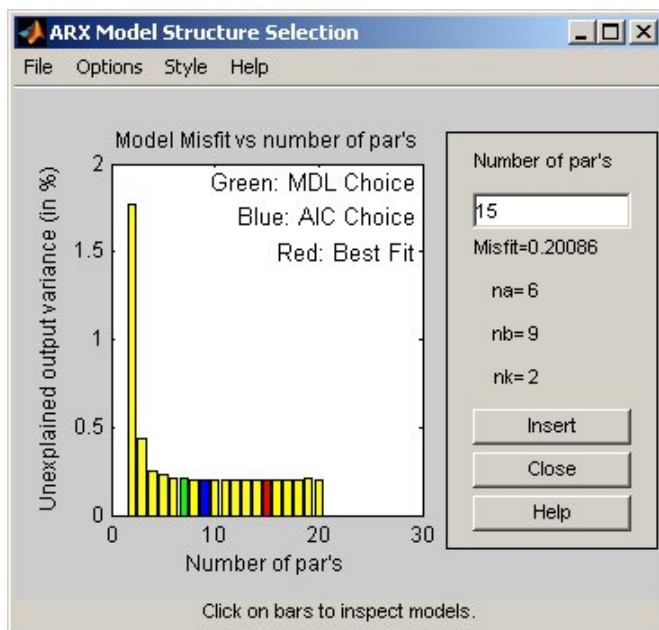 ARX Model Structure Selection
File Options Style Help
Model Misfit vs number of par's
Unexplained output variance (in %)
2
1.5
1
0.5
0
Green: MDL Choice
Blue: AIC Choice
Red: Best Fit
0 10 20 30
Number of par's
Number of par's
15
Misfit=0.20086
na= 6
nb= 9
nk= 2
Insert
Close
Help
Click on bars to inspect models.